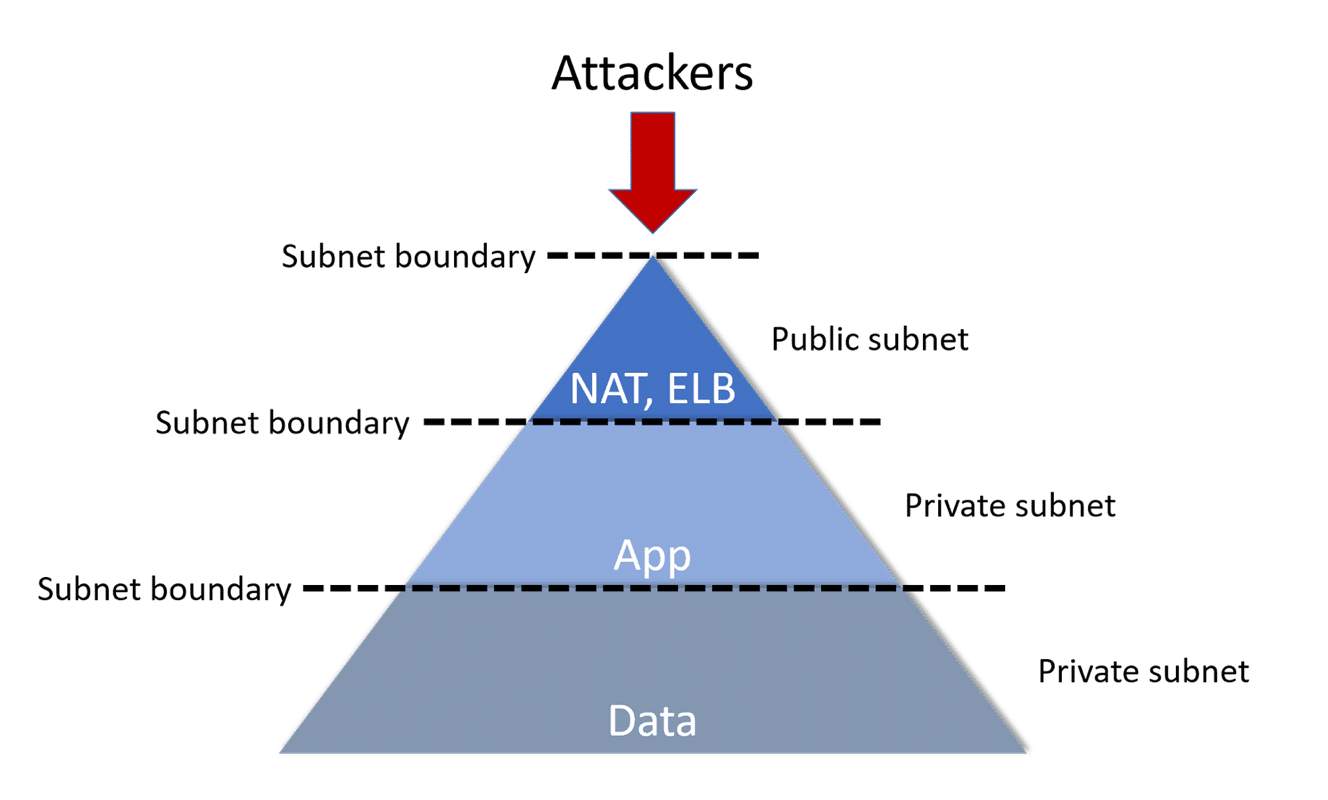 Attackers
Subnet boundary
Public subnet
NAT, ELB
Subnet boundary
Private subnet
App
Subnet boundary
Private subnet
Data